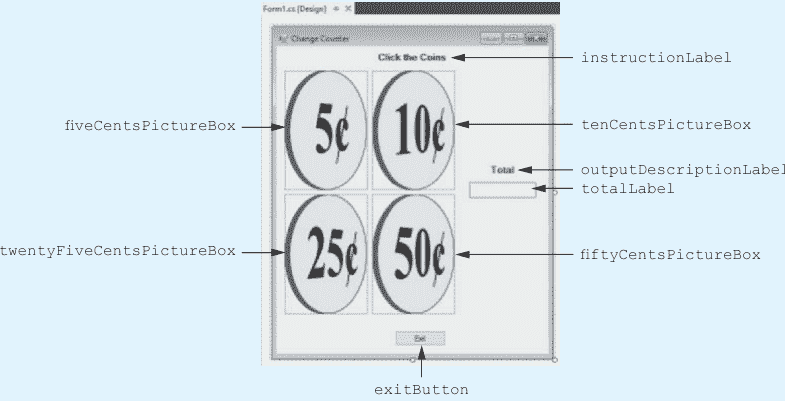 Form1.cs [Design]
Change Counter
Click the Coins
instructionLabel
5¢
10¢
fiveCentsPictureBox
tenCentsPictureBox
Total
outputDescriptionLabel
totalLabel
25¢
50¢
twentyFiveCentsPictureBox
fiftyCentsPictureBox
Exit
exitButton